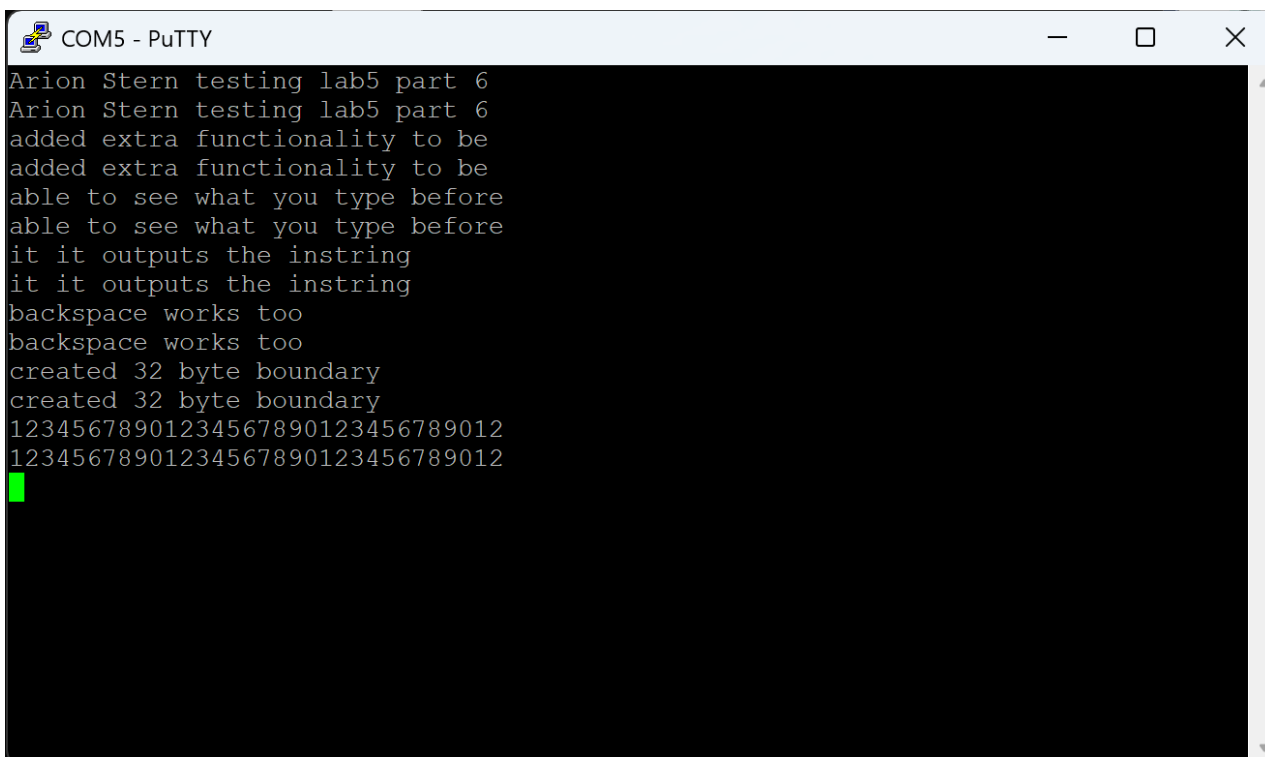 COM5 - PuTTY
Arion Stern testing lab5 part 6
Arion Stern testing lab5 part 6
added extra functionality to be
added extra functionality to be
able to see what you type before
able to see what you type before
it it outputs the instring
it it outputs the instring
backspace works too
backspace works too
created 32 byte boundary
created 32 byte boundary
12345678901234567890123456789012
12345678901234567890123456789012